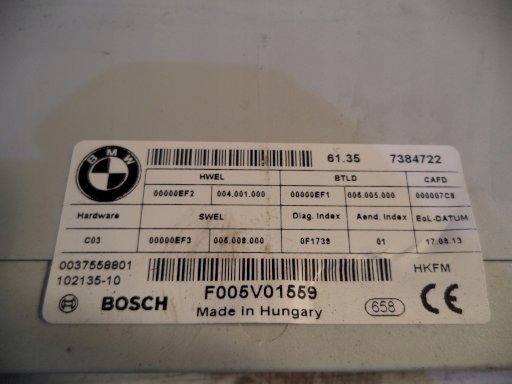 BMW
61.35 7384722
HWEL BTLD CAFD
00000EF2 004.001.000 00000EF1 006.005.000 000007C8
Hardware SWEL Diag. Index Aend. Index EoL-DATUM
C03 00000EF3 006.008.000 0F1738 01 17.08.13
0037558801 HKFM
102135-10
BOSCH F005V01559 658 CE
Made in Hungary